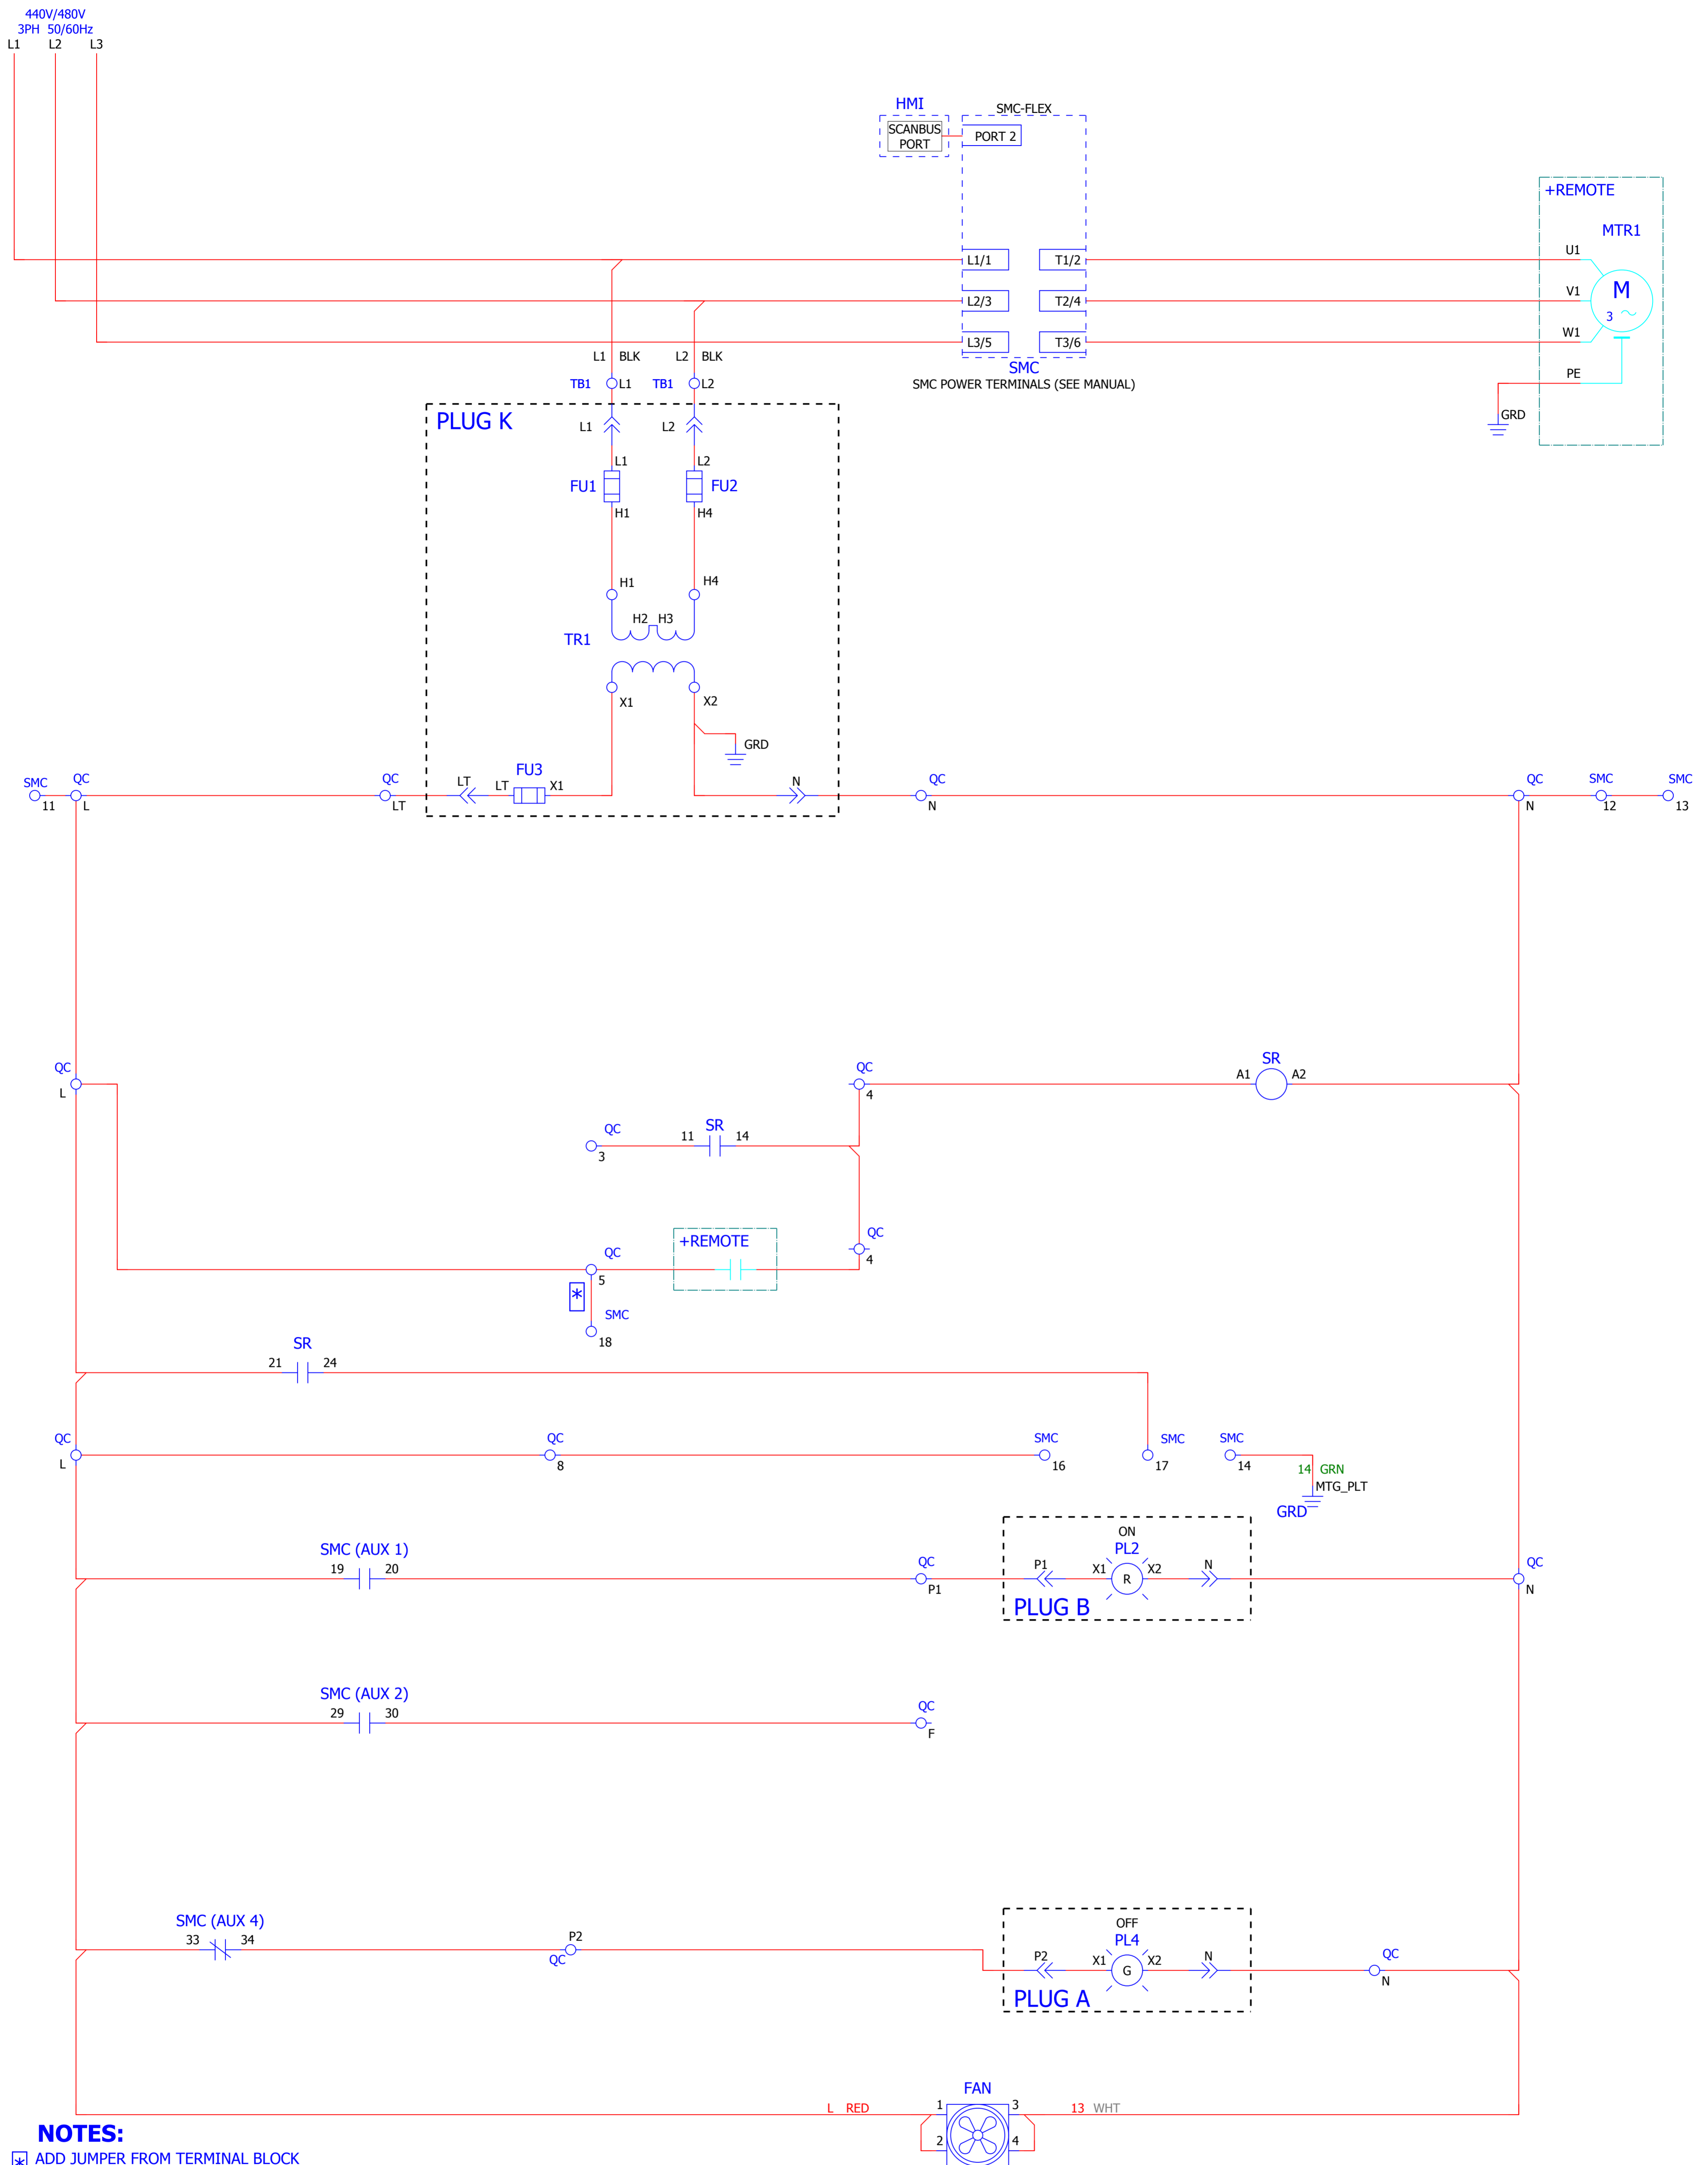 440V/480V
3PH 50/60Hz
L1 L2 L3
HMI
SMC-FLEX
SCANBUS
PORT
PORT 2
+REMOTE
MTR1
U1
L1/1 T1/2
M
3
V1
L2/3 T2/4
W1
L3/5 T3/6
L1 BLK L2 BLK
SMC
SMC POWER TERMINALS (SEE MANUAL)
PE
TB1 L1 TB1 L2
GRD
PLUG K
L1 L2
L1 L2
FU1 FU2
H1 H4
H1 H4
H2 H3
TR1
X1 X2
GRD
FU3
SMC QC QC LT LT X1 N QC QC SMC SMC
11 L LT N N 12 13
QC QC SR
A1 A2
L 4
QC SR
11 14
3
QC
+REMOTE
4
QC
5
*
SMC
18
SR
21 24
QC QC SMC SMC SMC
L 8 16 17 14
14 GRN
MTG_PLT
GRD
ON
SMC (AUX 1) PL2
19 20 QC P1 X1 R X2 N QC
P1 N
PLUG B
SMC (AUX 2)
29 30 QC
F
SMC (AUX 4) OFF
33 34 P2 PL4
QC P2 X1 G X2 N QC
N
PLUG A
FAN
L RED 1 3 13 WHT
2 4
NOTES:
* ADD JUMPER FROM TERMINAL BLOCK